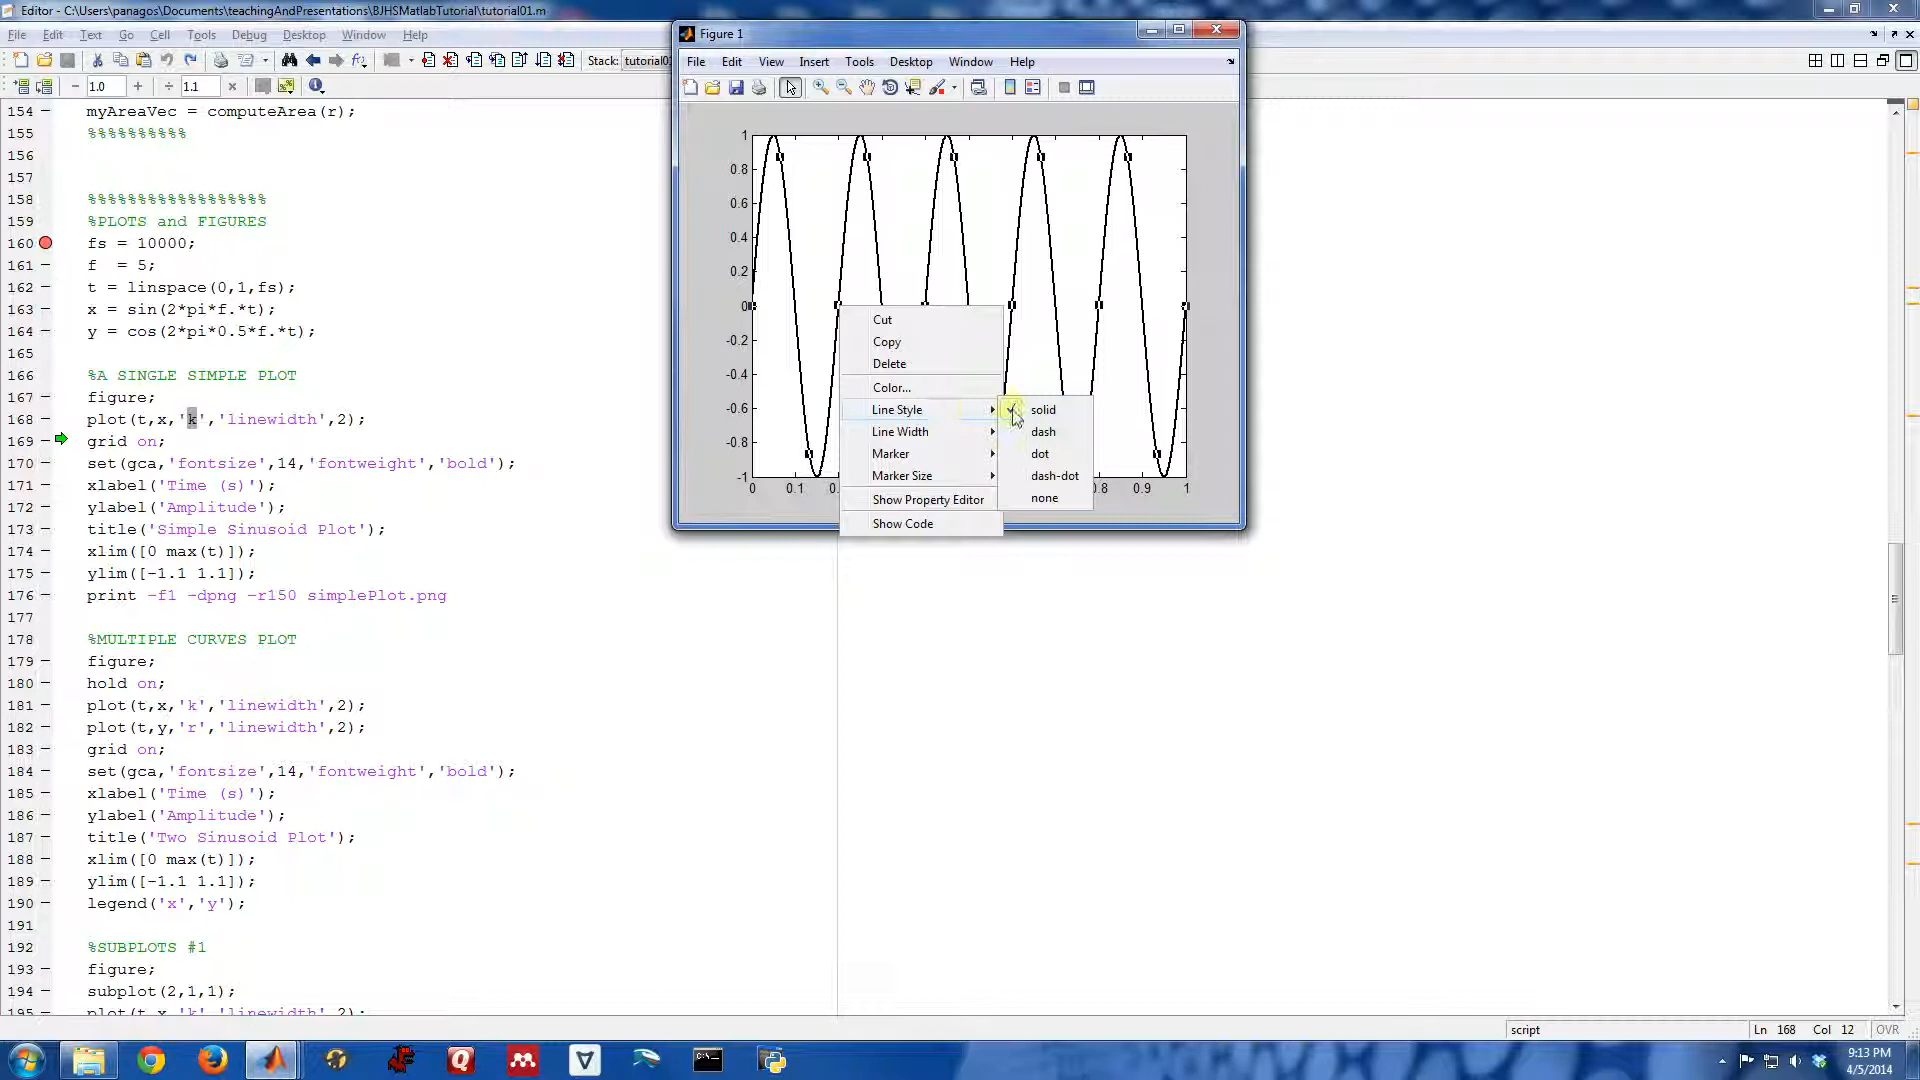 Editor - C:\Users\panagos\Documents\teachingAndPresentations\BJHSMatlabTutorial\tutorial01.m
File Edit Text Go Cell Tools Debug Desktop Window Help
Stack: tutorial0
1.0 1.1
154 myAreaVec = computeArea(r);
155 %%%%%%%%%%
156
157
158 %%%%%%%%%%%%%%%%%%
159 %PLOTS and FIGURES
160 fs = 10000;
161 f = 5;
162 t = linspace(0,1,fs);
163 x = sin(2*pi*f.*t);
164 y = cos(2*pi*0.5*f.*t);
165
166 %A SINGLE SIMPLE PLOT
167 figure;
168 plot(t,x,'k','linewidth',2);
169 grid on;
170 set(gca,'fontsize',14,'fontweight','bold');
171 xlabel('Time (s)');
172 ylabel('Amplitude');
173 title('Simple Sinusoid Plot');
174 xlim([0 max(t)]);
175 ylim([-1.1 1.1]);
176 print -f1 -dpng -r150 simplePlot.png
177
178 %MULTIPLE CURVES PLOT
179 figure;
180 hold on;
181 plot(t,x,'k','linewidth',2);
182 plot(t,y,'r','linewidth',2);
183 grid on;
184 set(gca,'fontsize',14,'fontweight','bold');
185 xlabel('Time (s)');
186 ylabel('Amplitude');
187 title('Two Sinusoid Plot');
188 xlim([0 max(t)]);
189 ylim([-1.1 1.1]);
190 legend('x','y');
191
192 %SUBPLOTS #1
193 figure;
194 subplot(2,1,1);
195 plot(t,x,'k','linewidth',2);
Figure 1
File Edit View Insert Tools Desktop Window Help
1
0.8
0.6
0.4
0.2
0
-0.2
-0.4
-0.6
-0.8
-1
0 0.1 0. 0.8 0.9 1
Cut
Copy
Delete
Color...
Line Style
Line Width
Marker
Marker Size
Show Property Editor
Show Code
solid
dash
dot
dash-dot
none
script Ln 168 Col 12 OVR
9:13 PM
4/5/2014